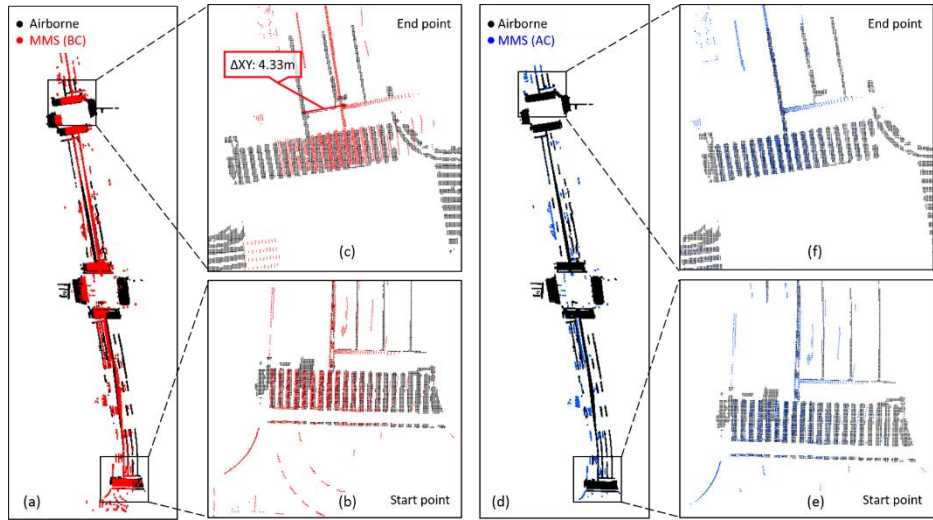 Airborne
MMS (BC)
(a)
End point
ΔXY: 4.33m
(c)
(b)
Start point
Airborne
MMS (AC)
(d)
End point
(f)
(e)
Start point